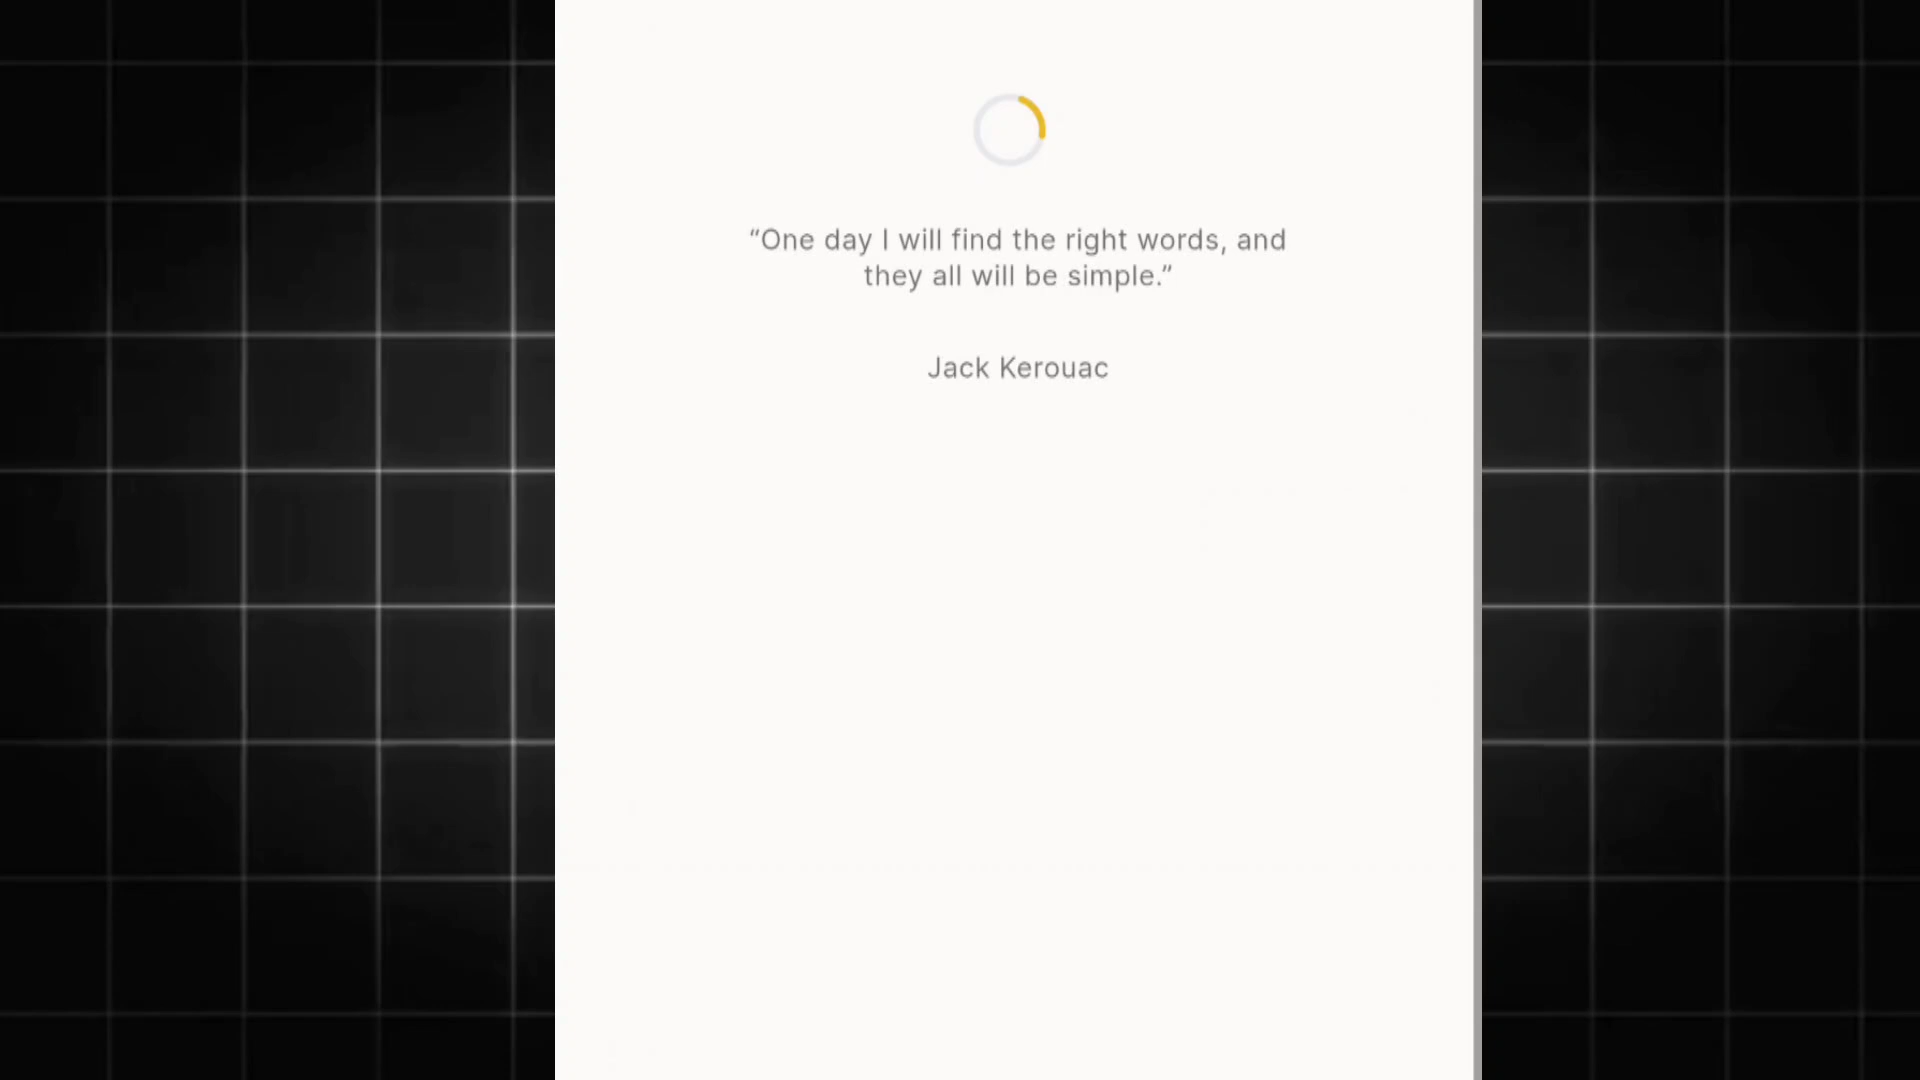 “One day I will find the right words, and
they all will be simple.”
Jack Kerouac